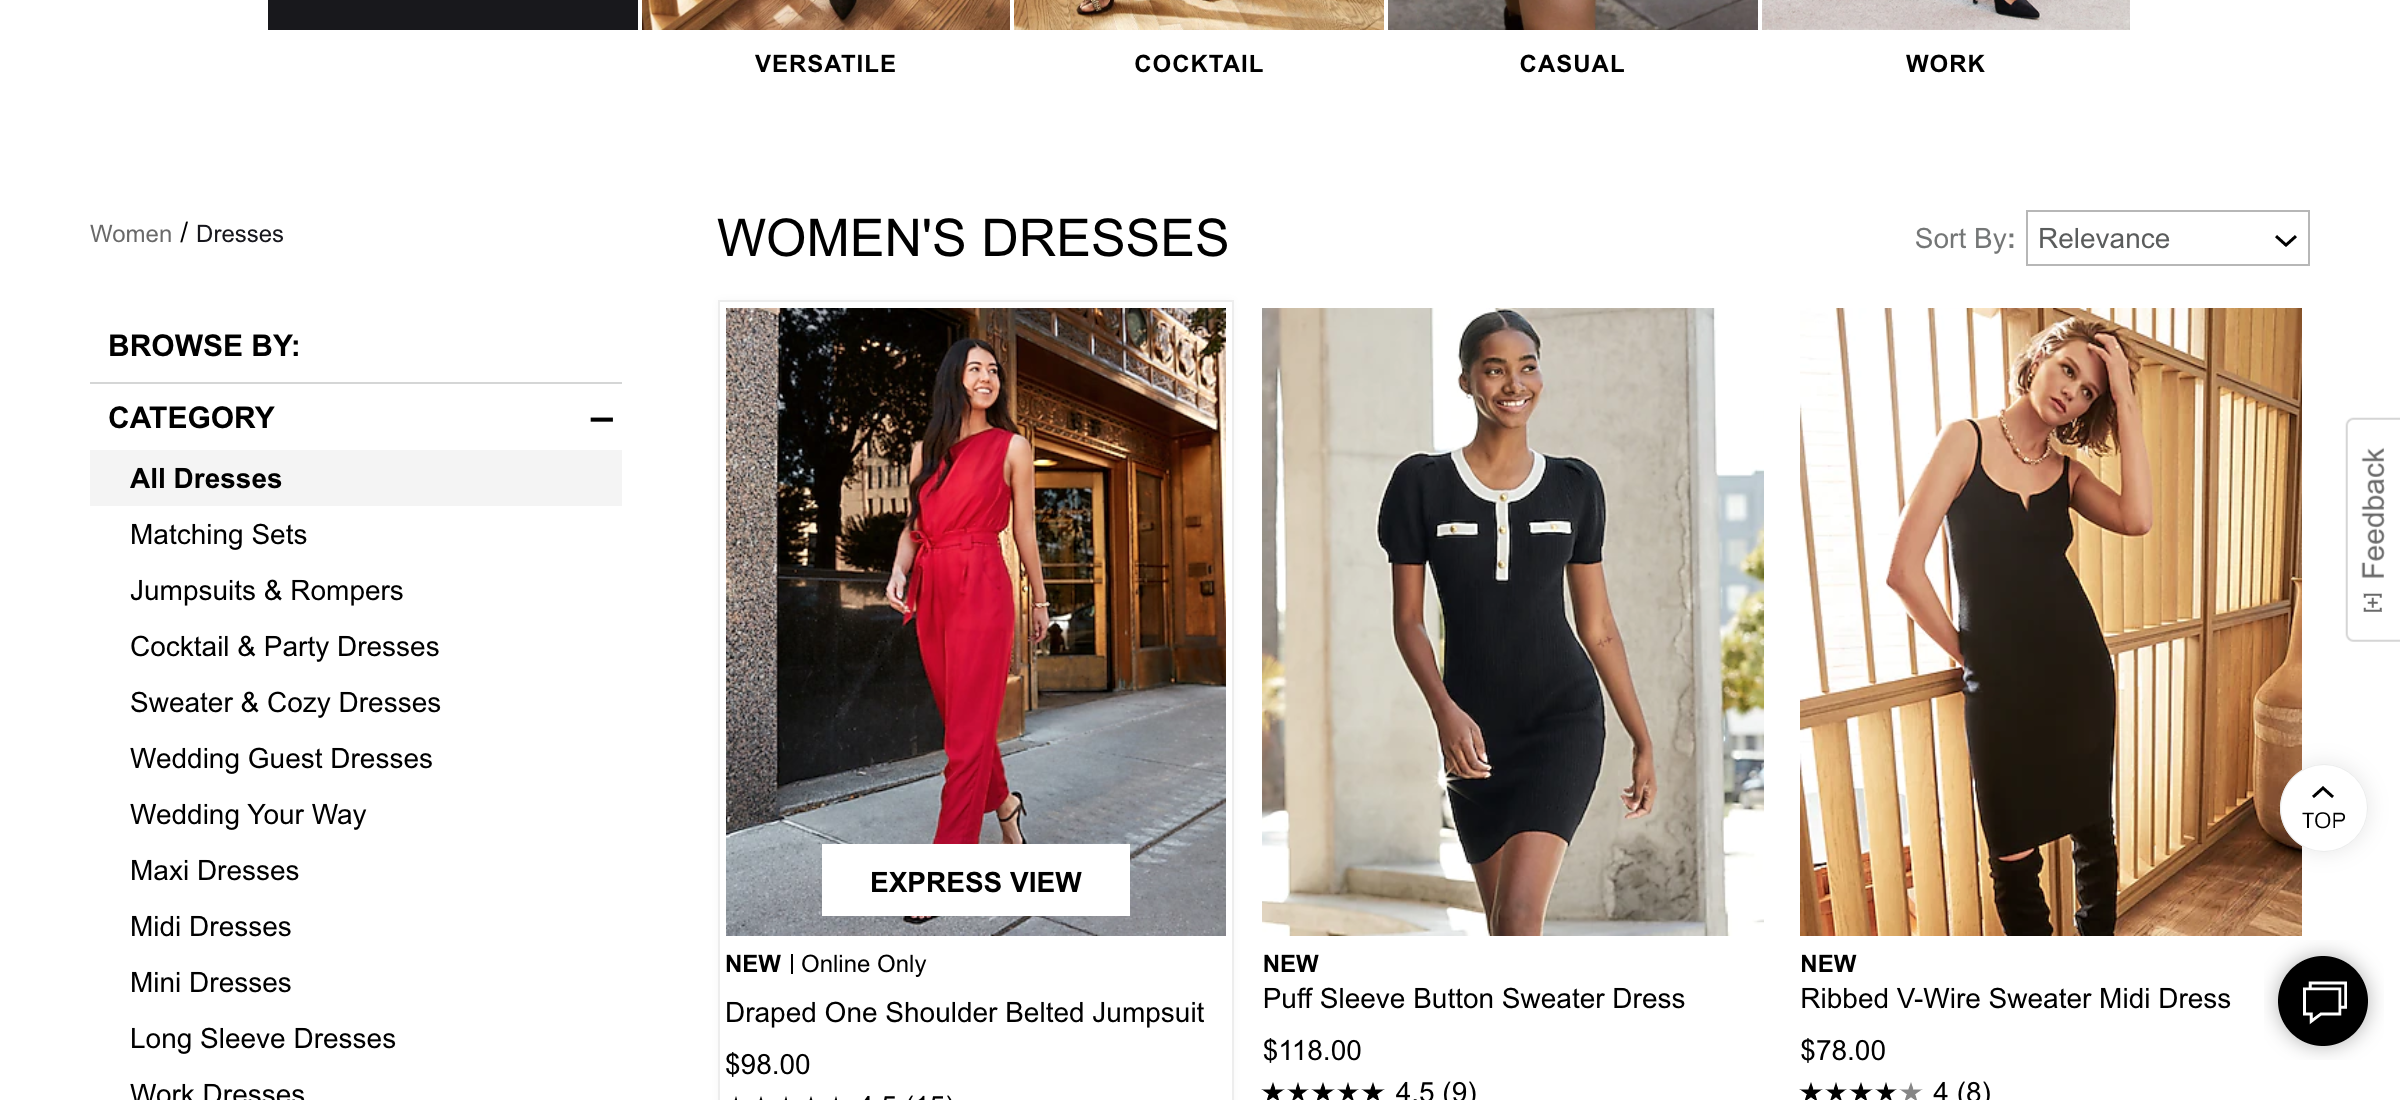 VERSATILE
COCKTAIL
CASUAL
WORK
Women / Dresses
WOMEN'S DRESSES
Sort By: Relevance
BROWSE BY:
CATEGORY
All Dresses
Matching Sets
Jumpsuits & Rompers
Cocktail & Party Dresses
Sweater & Cozy Dresses
Wedding Guest Dresses
Wedding Your Way
Maxi Dresses
Midi Dresses
Mini Dresses
Long Sleeve Dresses
Work Dresses
EXPRESS VIEW
NEW | Online Only
Draped One Shoulder Belted Jumpsuit
$98.00
4.5 (15)
NEW
Puff Sleeve Button Sweater Dress
$118.00
★★★★★ 4.5 (9)
NEW
Ribbed V-Wire Sweater Midi Dress
$78.00
★★★★★ 4 (8)
[+] Feedback
TOP